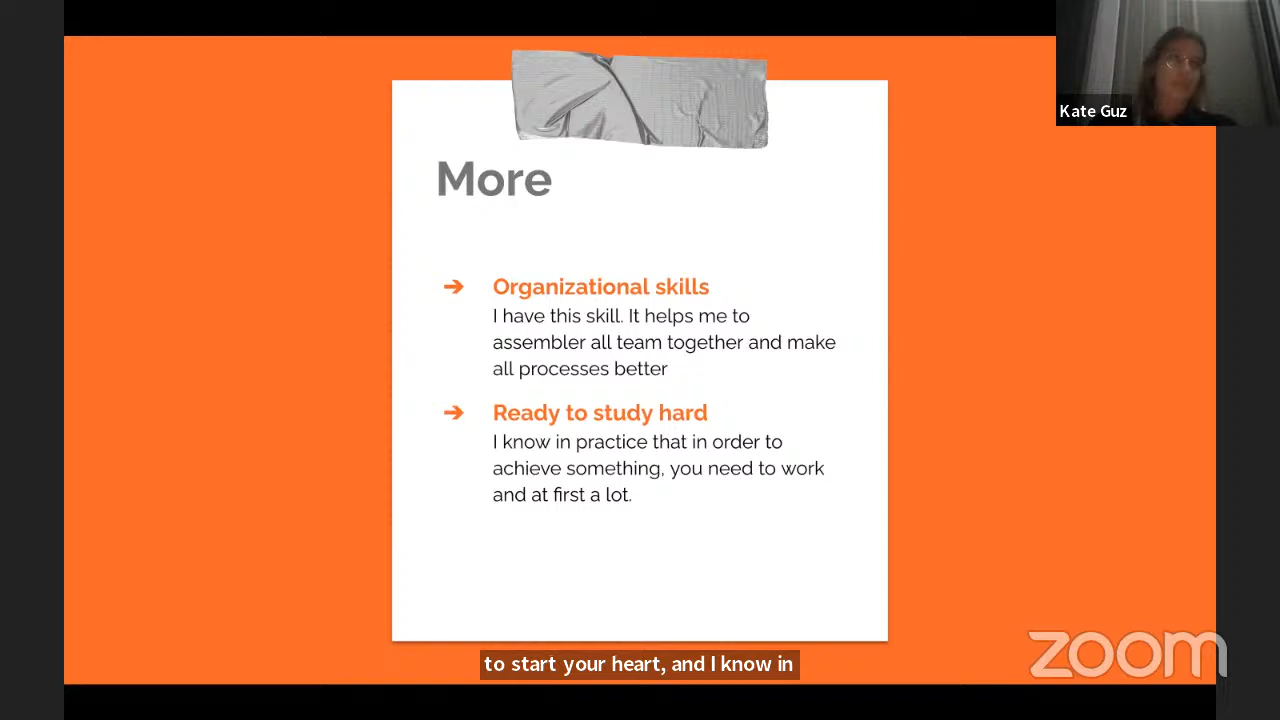 Kate Guz
More
➔ Organizational skills
I have this skill. It helps me to
assembler all team together and make
all processes better
➔ Ready to study hard
I know in practice that in order to
achieve something, you need to work
and at first a lot.
to start your heart, and I know in
zoom